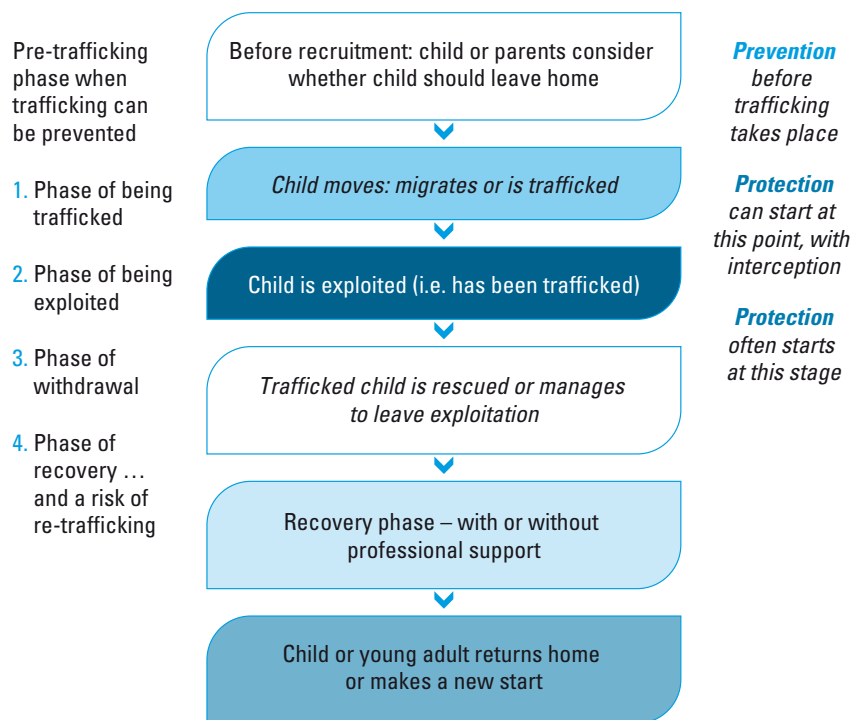 Pre-trafficking
phase when
trafficking can
be prevented
1. Phase of being
trafficked
2. Phase of being
exploited
3. Phase of
withdrawal
4. Phase of
recovery …
and a risk of
re-trafficking
Before recruitment: child or parents consider
whether child should leave home
Child moves: migrates or is trafficked
Child is exploited (i.e. has been trafficked)
Trafficked child is rescued or manages
to leave exploitation
Recovery phase – with or without
professional support
Child or young adult returns home
or makes a new start
Prevention
before
trafficking
takes place
Protection
can start at
this point, with
interception
Protection
often starts
at this stage